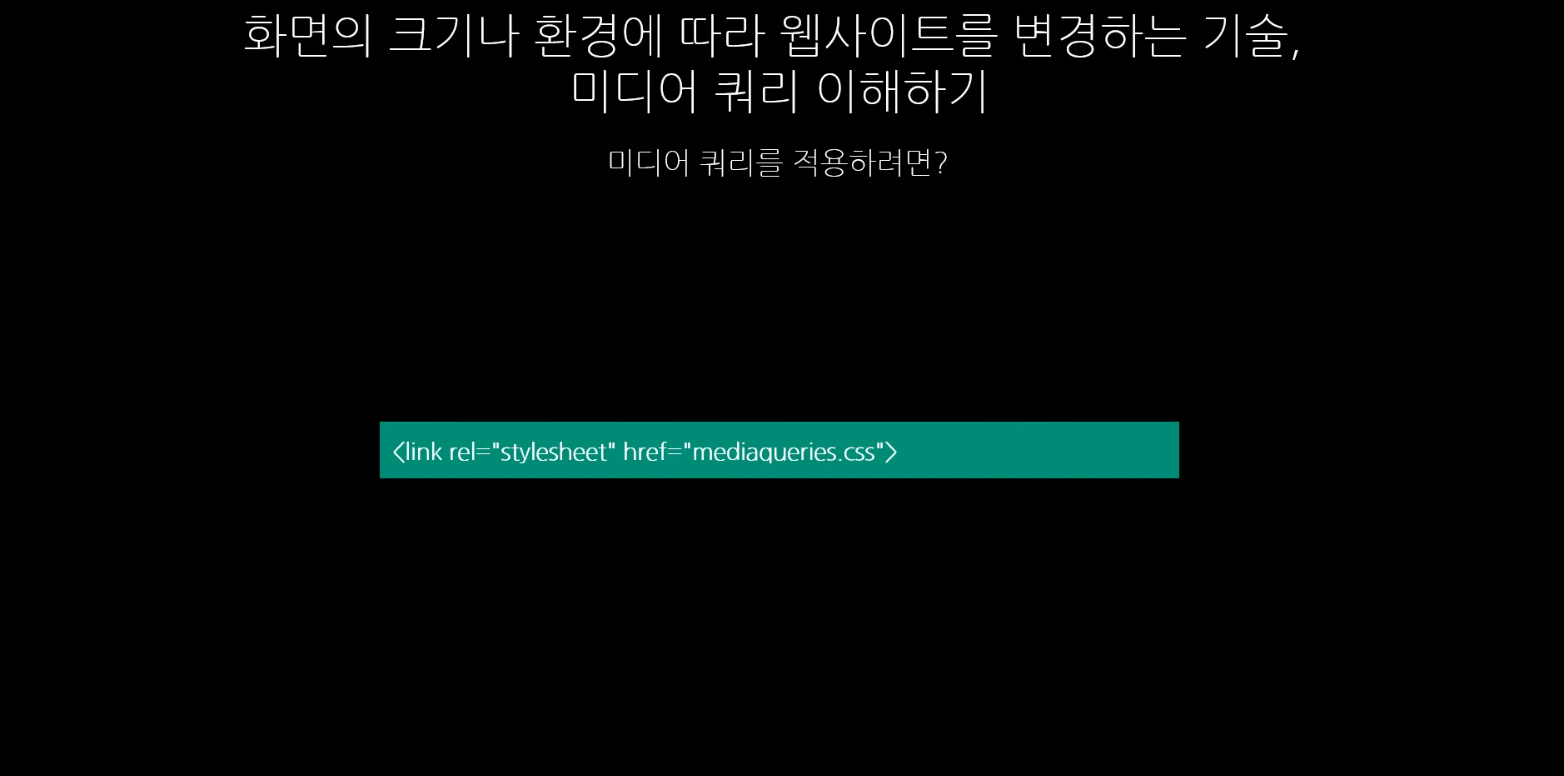 화면의 크기나 환경에 따라 웹사이트를 변경하는 기술,
미디어 쿼리 이해하기
미디어 쿼리를 적용하려면?
<link rel="stylesheet" href="mediaqueries.css">